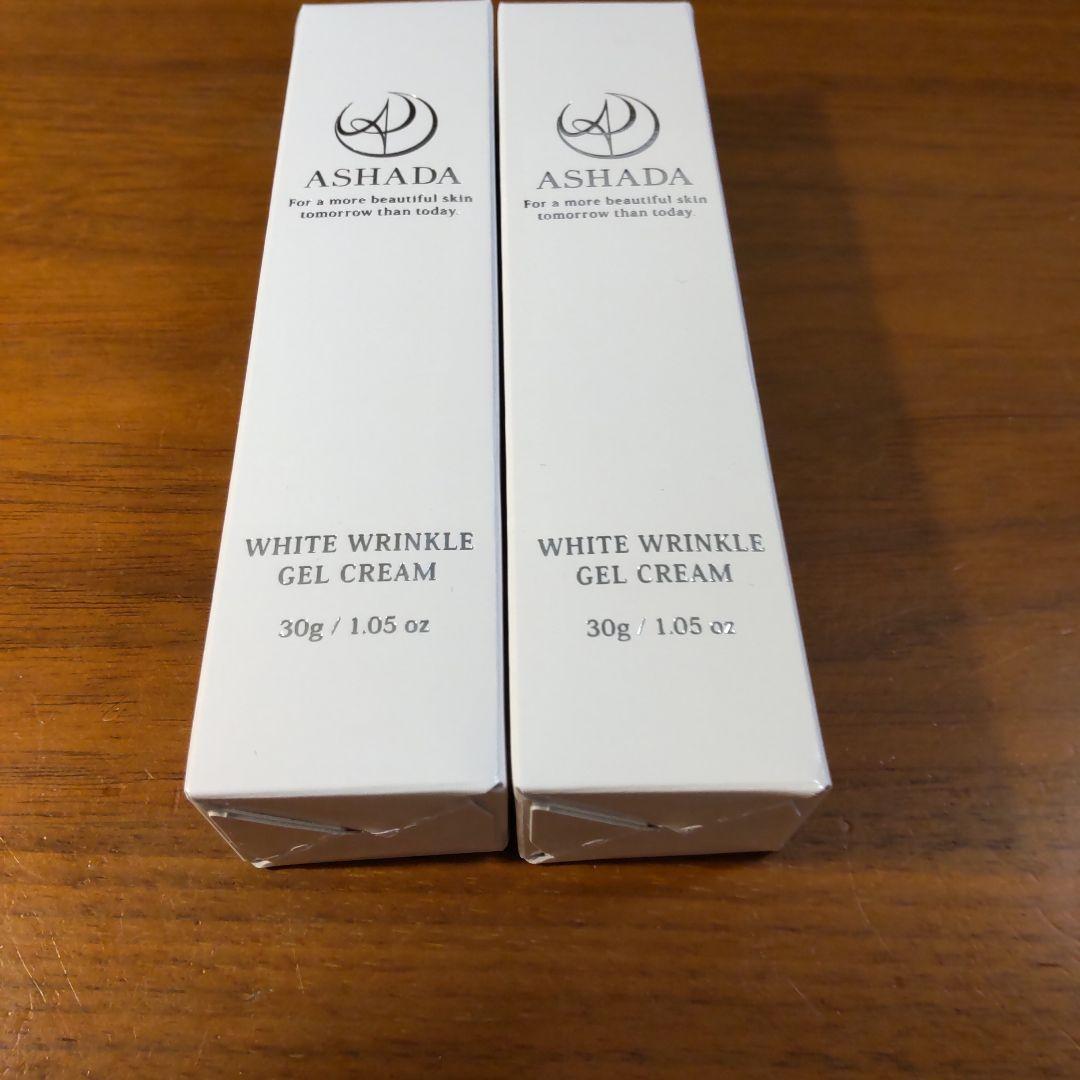 ASHADA
For a more beautiful skin
tomorrow than today.
WHITE WRINKLE
GEL CREAM
30g / 1.05 oz
ASHADA
For a more beautiful skin
tomorrow than today.
WHITE WRINKLE
GEL CREAM
30g / 1.05 oz